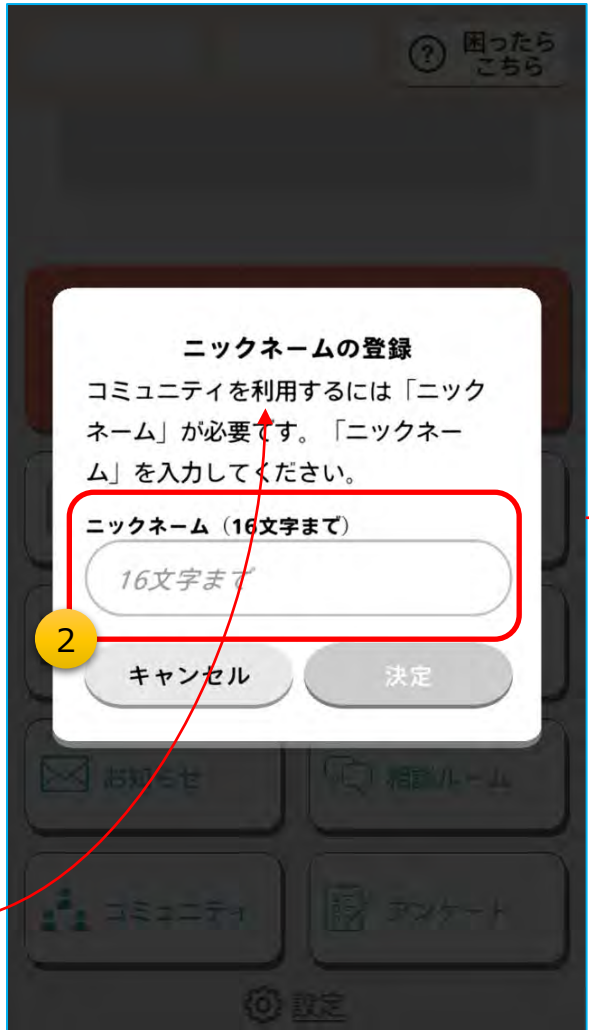 ? 困ったら
こちら
ニックネームの登録
コミュニティを利用するには「ニック
ネーム」が必要です。「ニックネー
ム」を入力してください。
ニックネーム（16文字まで）
16文字まで
2
キャンセル 決定
お知らせ 相談ルーム
コミュニティ アンケート
設定